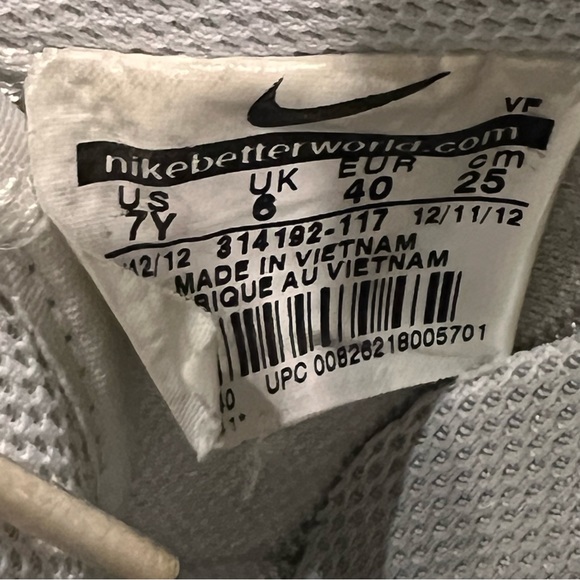 VF
nikebetterworld.com
US UK EUR cm
7Y 6 40 25
12/12 314192-117 12/11/12
MADE IN VIETNAM
RIQUE AU VIETNAM
UPC 00826218005701